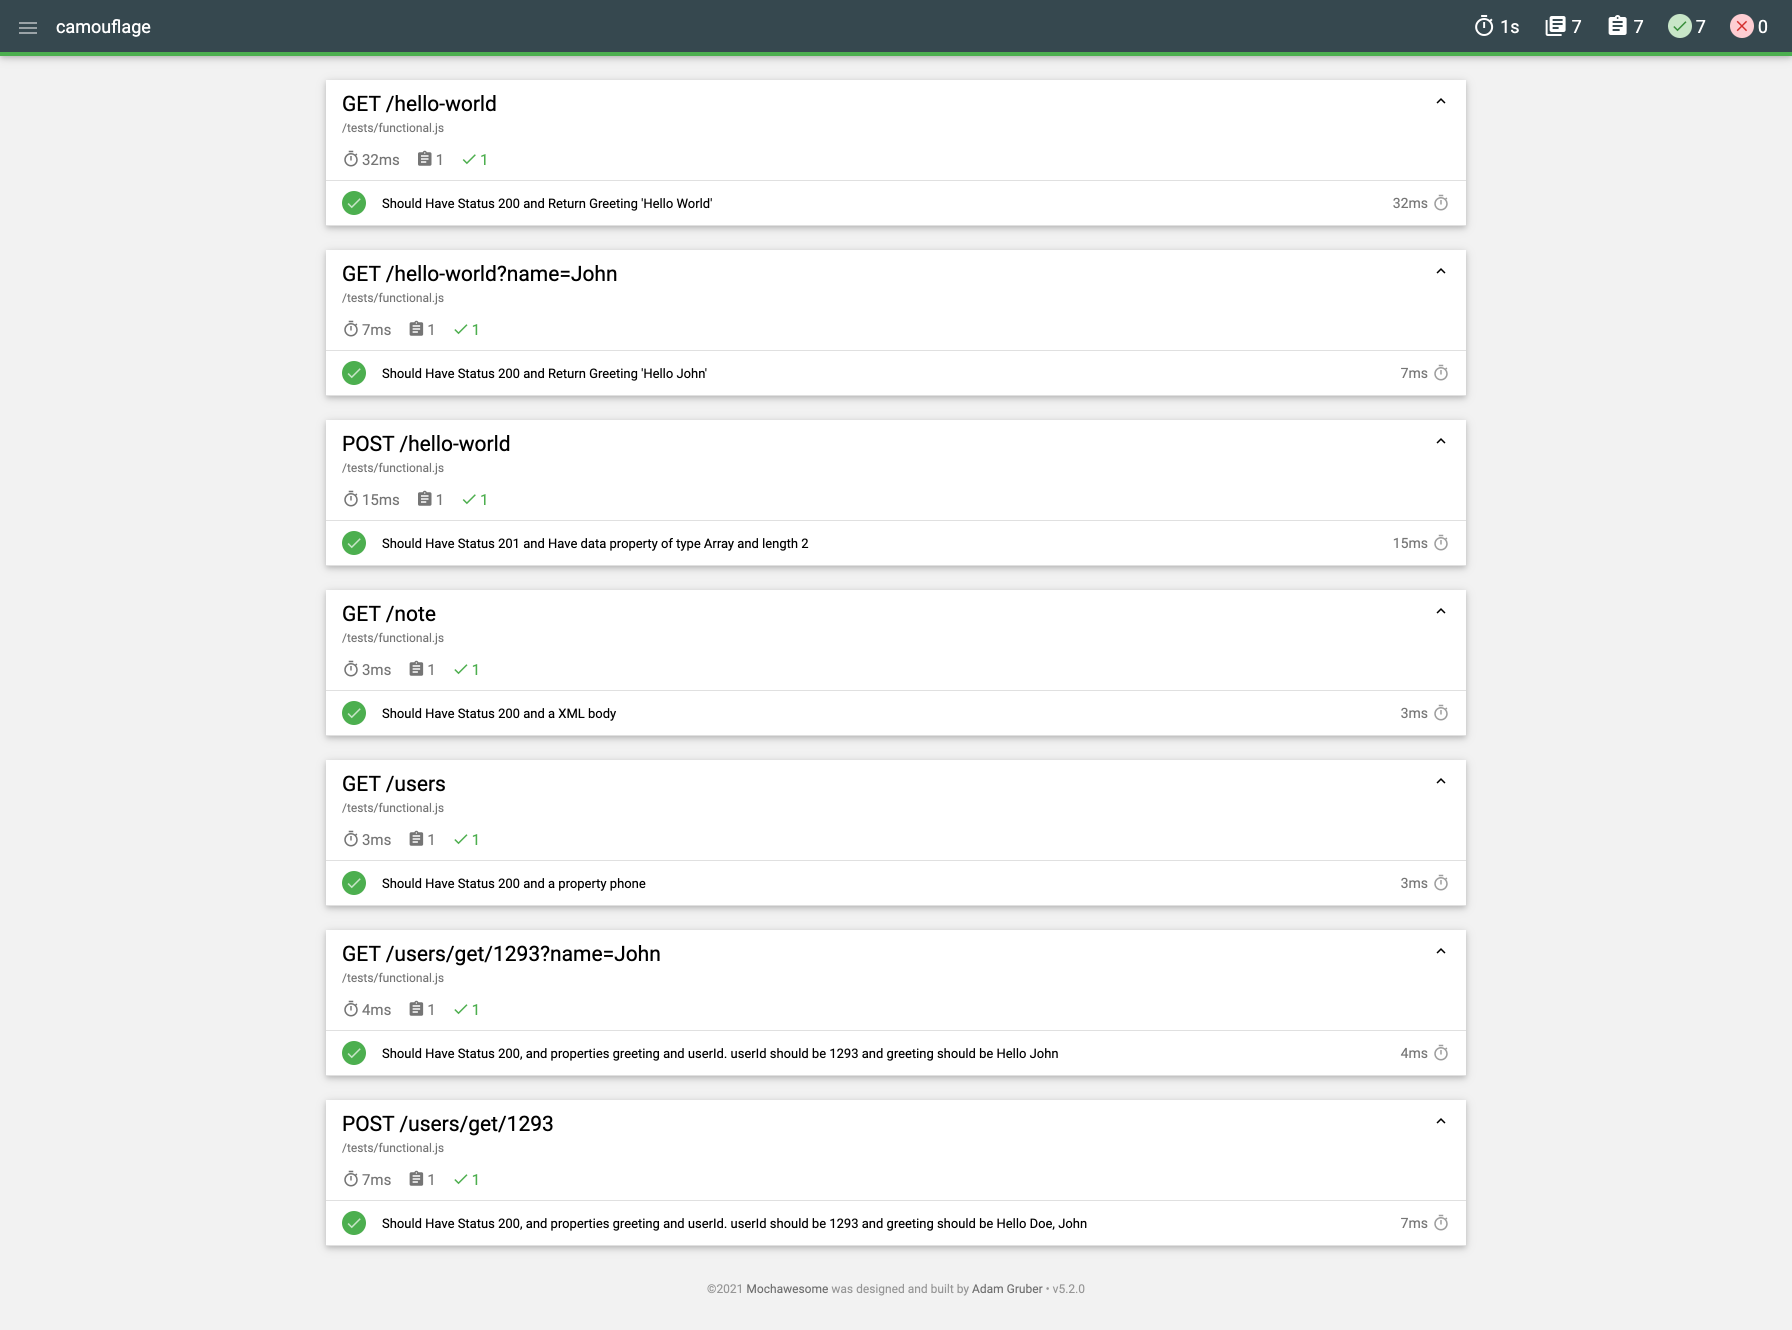 camouflage 1s 7 7 7 0
GET /hello-world
/tests/functional.js
32ms 1 1
Should Have Status 200 and Return Greeting 'Hello World' 32ms
GET /hello-world?name=John
/tests/functional.js
7ms 1 1
Should Have Status 200 and Return Greeting 'Hello John' 7ms
POST /hello-world
/tests/functional.js
15ms 1 1
Should Have Status 201 and Have data property of type Array and length 2 15ms
GET /note
/tests/functional.js
3ms 1 1
Should Have Status 200 and a XML body 3ms
GET /users
/tests/functional.js
3ms 1 1
Should Have Status 200 and a property phone 3ms
GET /users/get/1293?name=John
/tests/functional.js
4ms 1 1
Should Have Status 200, and properties greeting and userId. userId should be 1293 and greeting should be Hello John 4ms
POST /users/get/1293
/tests/functional.js
7ms 1 1
Should Have Status 200, and properties greeting and userId. userId should be 1293 and greeting should be Hello Doe, John 7ms
©2021 Mochawesome was designed and built by Adam Gruber • v5.2.0